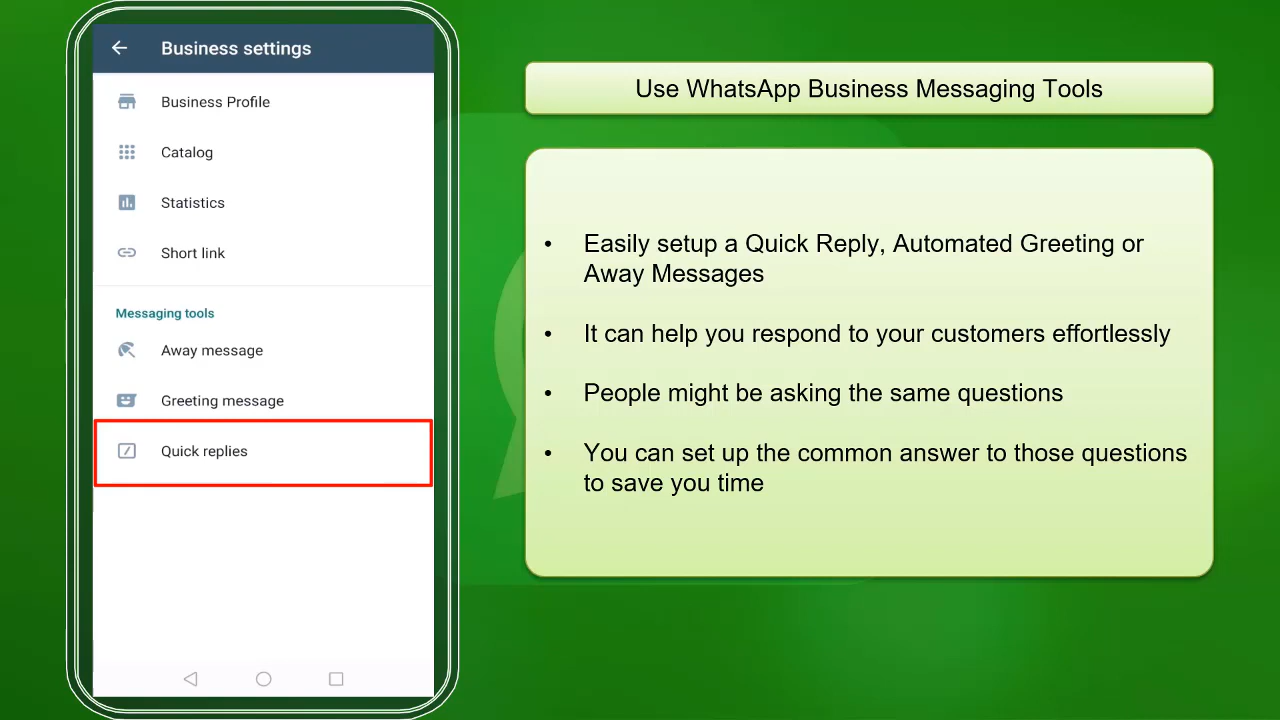 Business settings
Business Profile
Catalog
Statistics
Short link
Messaging tools
Away message
Greeting message
Quick replies
Use WhatsApp Business Messaging Tools
• Easily setup a Quick Reply, Automated Greeting or
Away Messages
• It can help you respond to your customers effortlessly
• People might be asking the same questions
• You can set up the common answer to those questions
to save you time